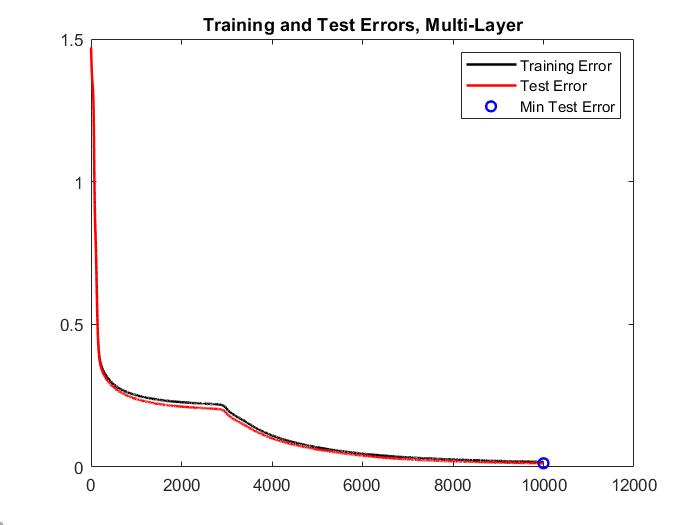 Training and Test Errors, Multi-Layer
1.5
Training Error
Test Error
Min Test Error
1
0.5
0
0 2000 4000 6000 8000 10000 12000